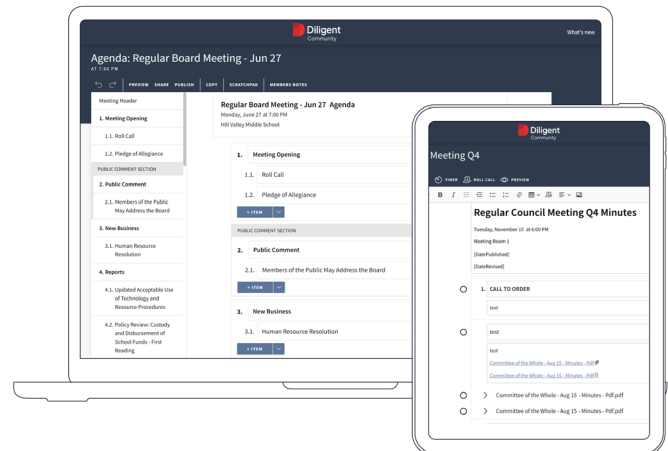 Diligent
Community
What's new
Agenda: Regular Board Meeting - Jun 27
AT 7:00 PM
PREVIEW SHARE PUBLISH COPY SCRATCHPAD MEMBERS NOTES
Meeting Header
1. Meeting Opening
1.1. Roll Call
1.2. Pledge of Allegiance
PUBLIC COMMENT SECTION
2. Public Comment
2.1. Members of the Public
May Address the Board
3. New Business
3.1. Human Resource
Resolution
4. Reports
4.1. Updated Acceptable Use
of Technology and
Resource Procedures
4.2. Policy Review: Custody
and Disbursement of
School Funds - First
Reading
Regular Board Meeting - Jun 27 Agenda
Monday, June 27 at 7:00 PM
Hill Valley Middle School
1. Meeting Opening
1.1. Roll Call
1.2. Pledge of Allegiance
+ ITEM
PUBLIC COMMENT SECTION
2. Public Comment
2.1. Members of the Public May Address the Board
+ ITEM
3. New Business
3.1. Human Resource Resolution
+ ITEM
Diligent
Community
Meeting Q4
TIMER ROLL CALL PREVIEW
B I
Regular Council Meeting Q4 Minutes
Tuesday, November 15 at 6:00 PM
Meeting Room 1
[DatePublished]
[DateRevised]
1. CALL TO ORDER
text
test
test
Committee of the Whole - Aug 15 - Minutes - Pdf
Committee of the Whole - Aug 15 - Minutes - Pdf
Committee of the Whole - Aug 15 - Minutes - Pdf.pdf
Committee of the Whole - Aug 15 - Minutes - Pdf.pdf